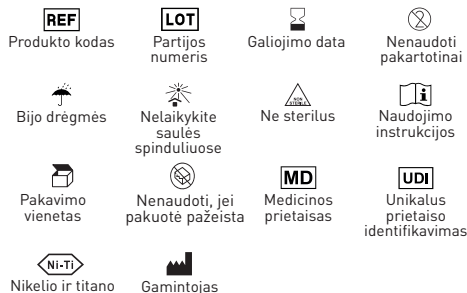 REF
LOT
Produkto kodas
Partijos
numeris
Galiojimo data
Nenaudoti
pakartotinai
Bijo drėgmės
Nelaikykite
saulės
spinduliuose
NON
STERILE
Ne sterilus
Naudojimo
instrukcijos
Pakavimo
vienetas
Nenaudoti, jei
pakuotė pažeista
MD
Medicinos
prietaisas
UDI
Unikalus
prietaiso
identifikavimas
Ni-Ti
Nikelio ir titano
Gamintojas